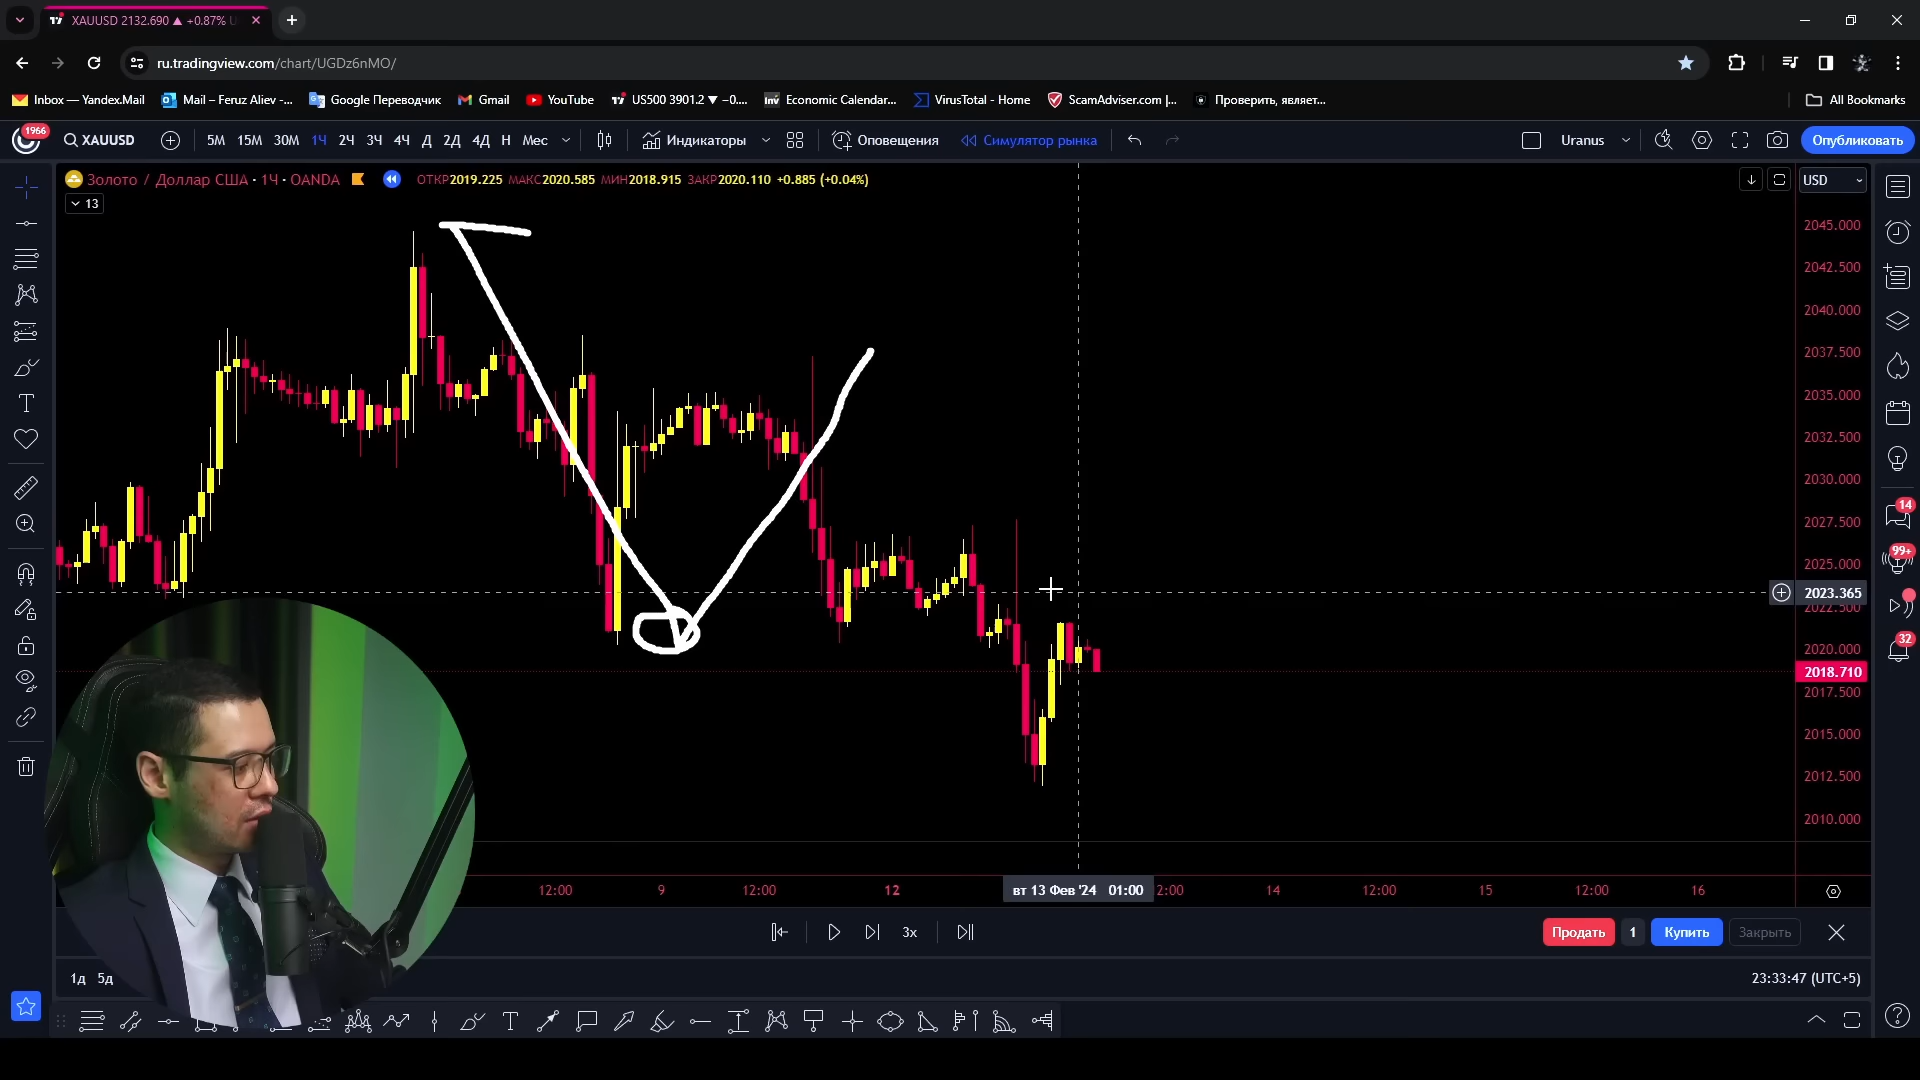 XAUUSD 2132.690 ▲ +0.87% U
ru.tradingview.com/chart/UGDz6nMO/
Inbox — Yandex.Mail
Mail – Feruz Aliev -...
Google Переводчик
Gmail
YouTube
US500 3901.2 ▼ −0....
Inv Economic Calendar...
VirusTotal - Home
ScamAdviser.com |...
Проверить, являет...
All Bookmarks
1966
XAUUSD
5М 15М 30М 1Ч 2Ч 3Ч 4Ч Д 2Д 4Д Н Мес
Индикаторы
Оповещения
Симулятор рынка
Uranus
Опубликовать
Золото / Доллар США · 1Ч · OANDA
ОТКР2019.225 МАКС2020.585 МИН2018.915 ЗАКР2020.110 +0.885 (+0.04%)
USD
13
2045.000
2042.500
2040.000
2037.500
2035.000
2032.500
2030.000
2027.500
2025.000
2023.365
2022.500
2020.000
2018.710
2017.500
2015.000
2012.500
2010.000
14
99+
32
12:00 9 12:00 12 вт 13 Фев '24 01:00 2:00 14 12:00 15 12:00 16
3x
Продать 1 Купить Закрыть
1д 5д
23:33:47 (UTC+5)